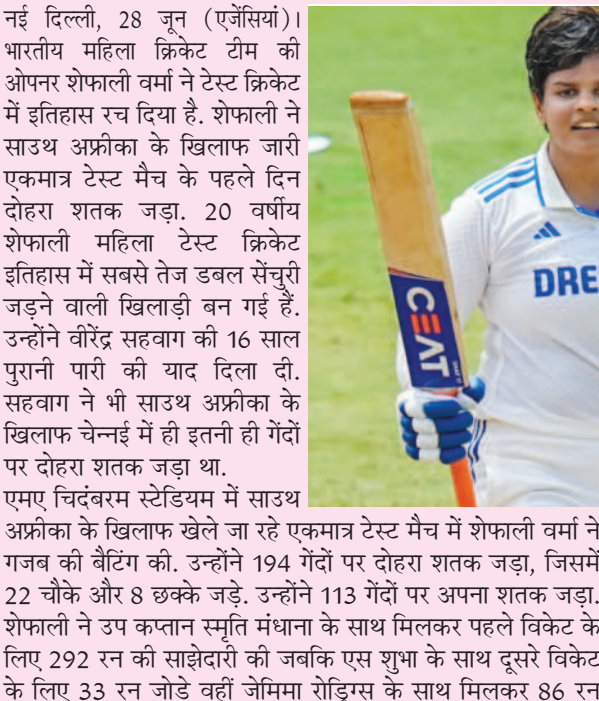 नई दिल्ली, 28 जून (एजेंसियां)।
भारतीय महिला क्रिकेट टीम की
ओपनर शेफाली वर्मा ने टेस्ट क्रिकेट
में इतिहास रच दिया है. शेफाली ने
साउथ अफ्रीका के खिलाफ जारी
एकमात्र टेस्ट मैच के पहले दिन
दोहरा शतक जड़ा. 20 वर्षीय
शेफाली महिला टेस्ट क्रिकेट
इतिहास में सबसे तेज डबल सेंचुरी
जड़ने वाली खिलाड़ी बन गई हैं.
उन्होंने वीरेंद्र सहवाग की 16 साल
पुरानी पारी की याद दिला दी.
सहवाग ने भी साउथ अफ्रीका के
खिलाफ चेन्नई में ही इतनी ही गेंदों
पर दोहरा शतक जड़ा था.
एमए चिदंबरम स्टेडियम में साउथ
अफ्रीका के खिलाफ खेले जा रहे एकमात्र टेस्ट मैच में शेफाली वर्मा ने
गजब की बैटिंग की. उन्होंने 194 गेंदों पर दोहरा शतक जड़ा, जिसमें
22 चौके और 8 छक्के जड़े. उन्होंने 113 गेंदों पर अपना शतक जड़ा.
शेफाली ने उप कप्तान स्मृति मंधाना के साथ मिलकर पहले विकेट के
लिए 292 रन की साझेदारी की जबकि एस शुभा के साथ दूसरे विकेट
के लिए 33 रन जोडे वहीं जेमिमा रोड्रिग्स के साथ मिलकर 86 रन
CEAT
DRE